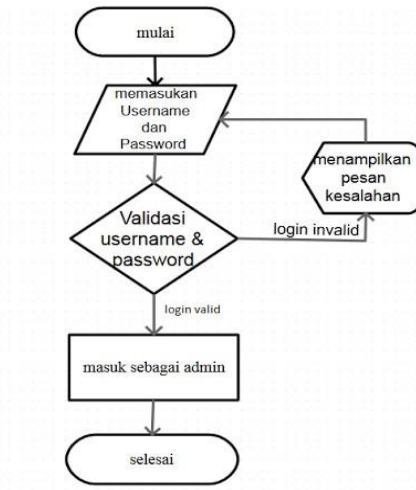 mulai
memasukan
Username
dan
Password
menampilkan
pesan
kesalahan
Validasi
username &
password
login invalid
login valid
masuk sebagai admin
selesai